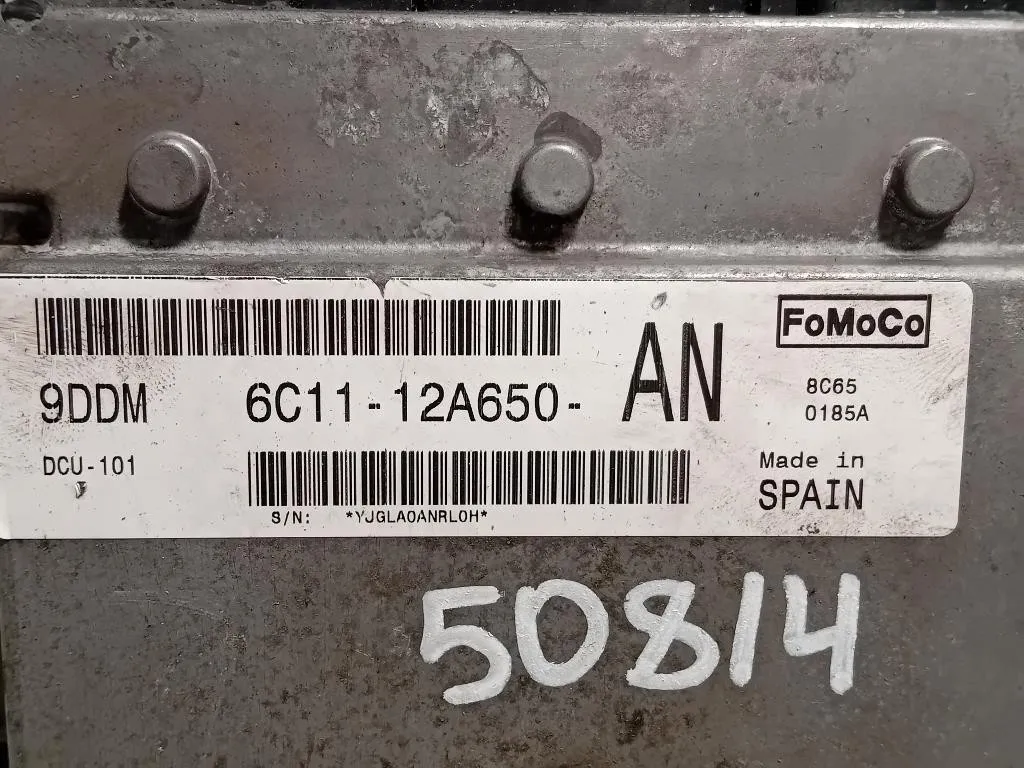 FoMoCo
9DDM 6C11-12A650- AN
8C65
0185A
DCU-101
Made in
SPAIN
S/N: *YJGLA0ANRL0H*
50814